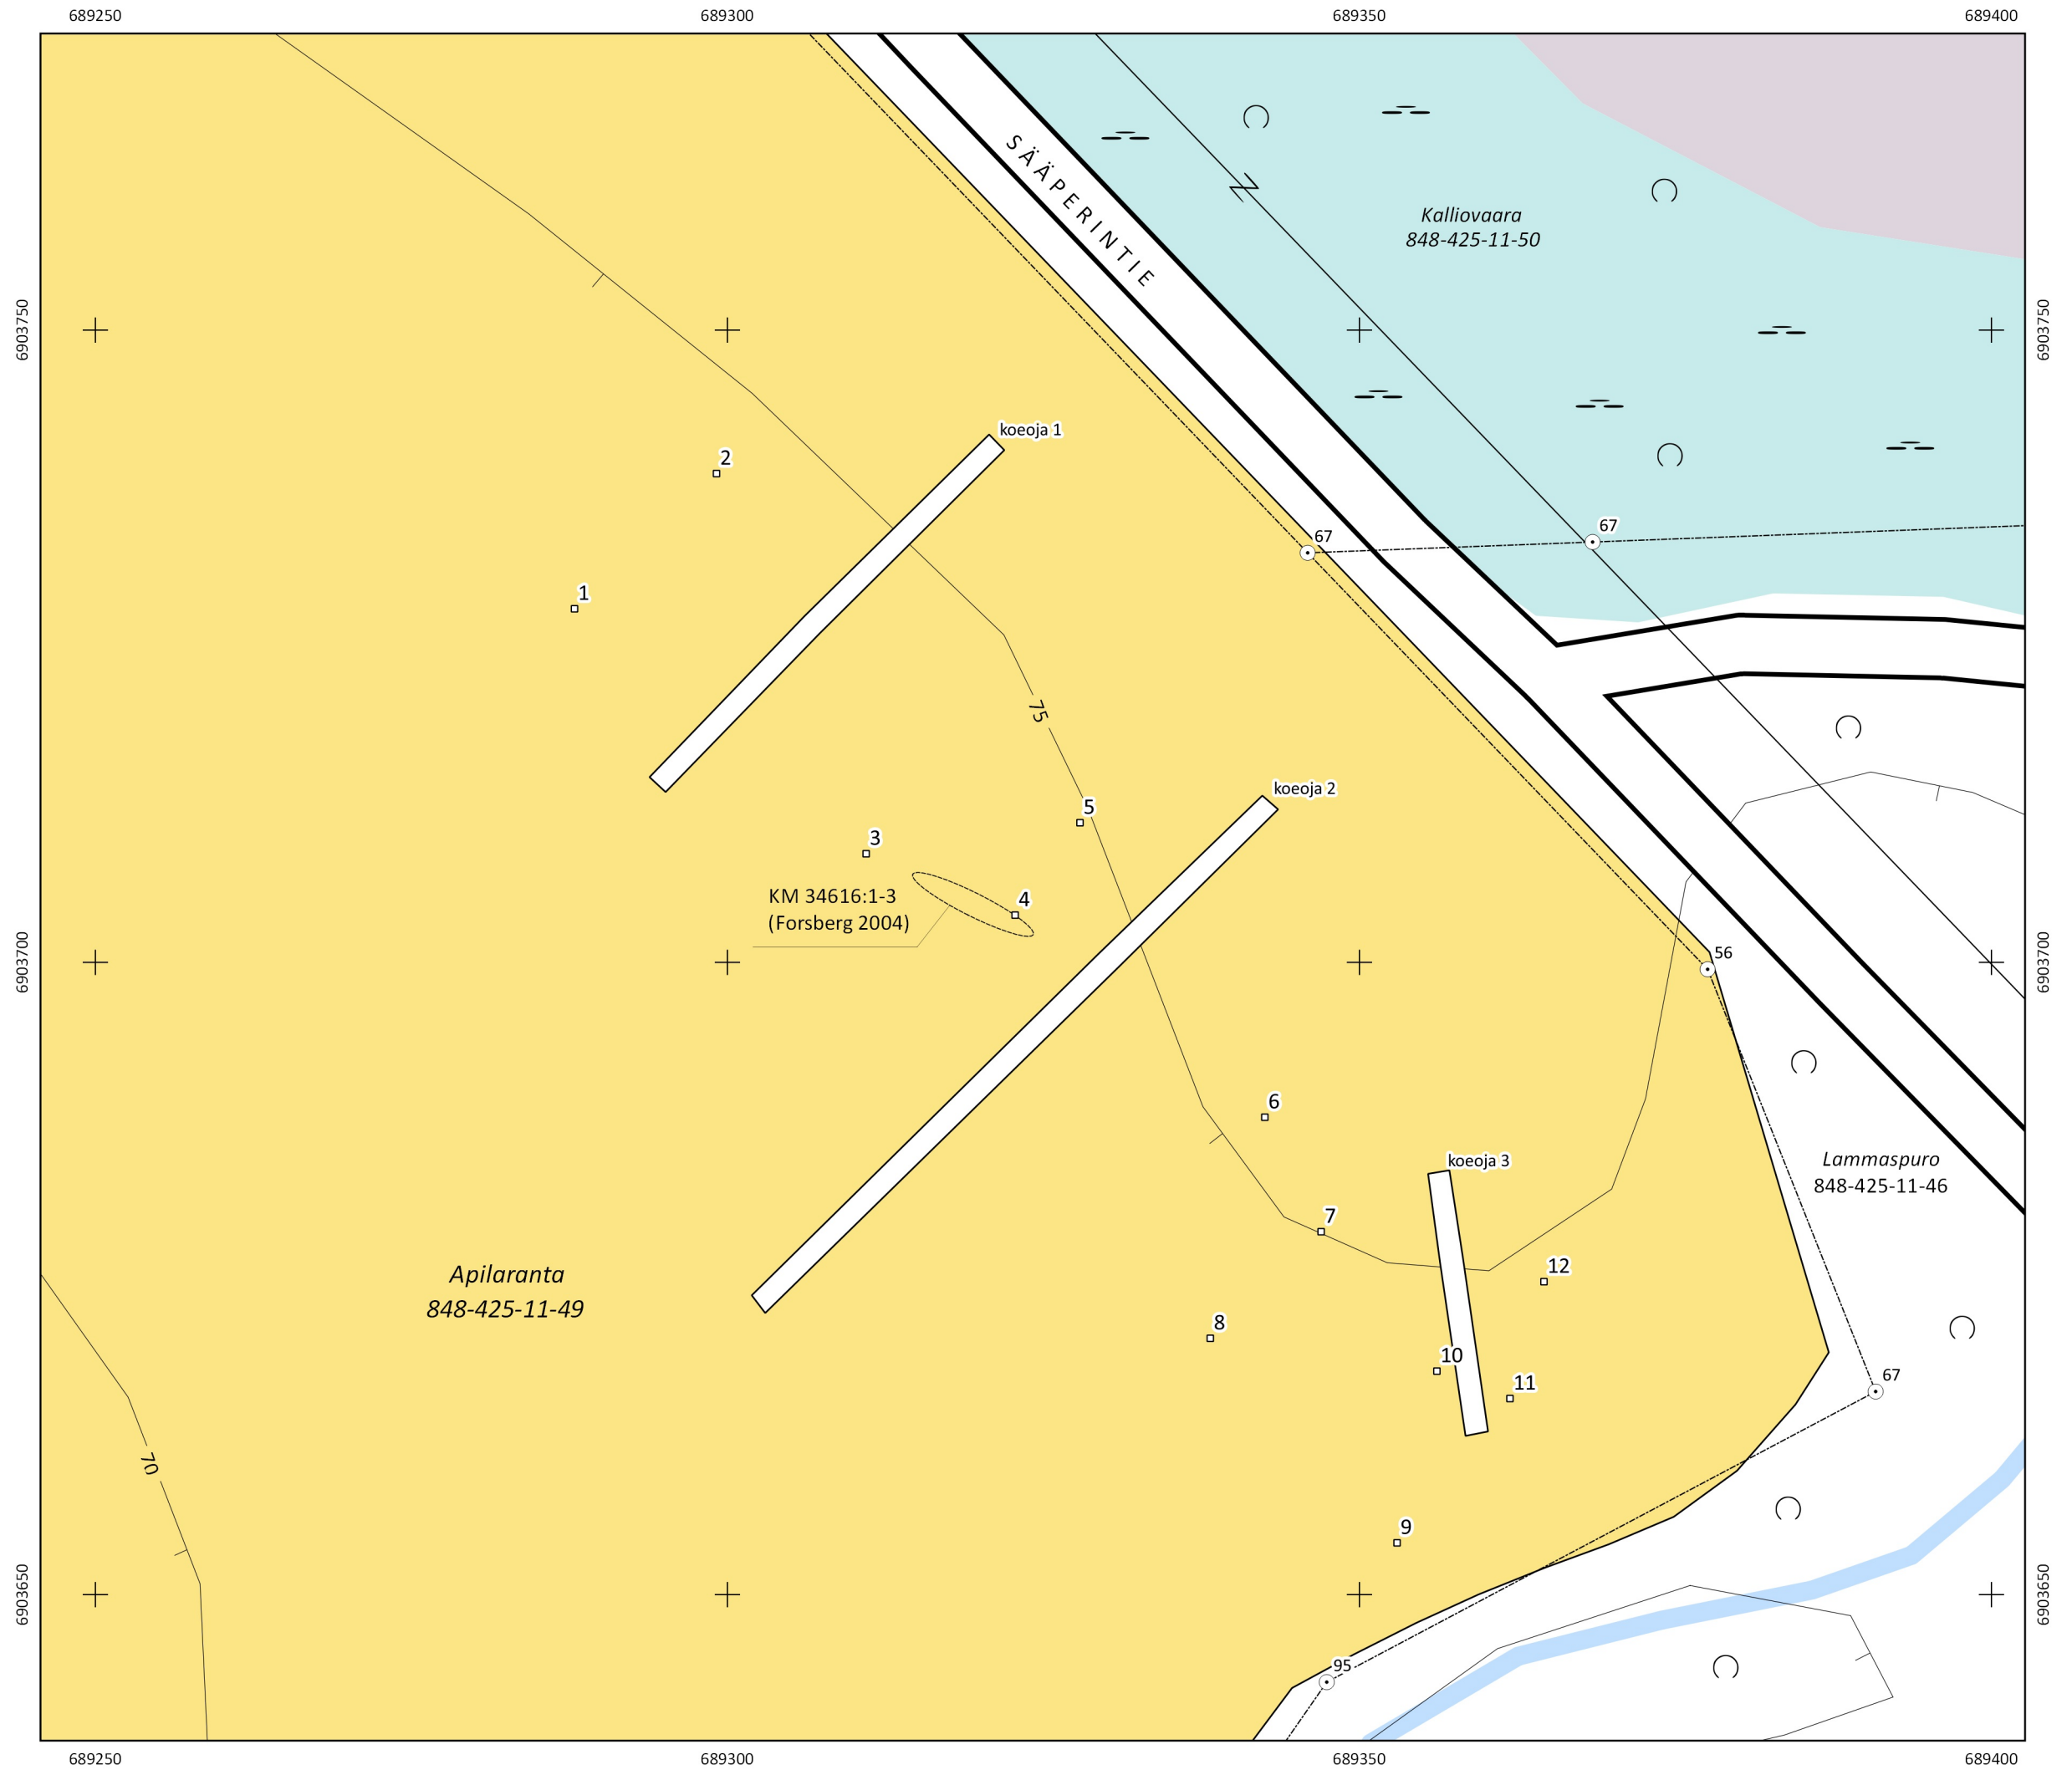 689250 689300 689350 689400
6903750 6903750
SÄÄPERINTIE
Kalliovaara
848-425-11-50
koeoja 1
2
67
67
1
75
koeoja 2
5
3
KM 34616:1-3
(Forsberg 2004)
4
6903700 6903700
56
6
koeoja 3
Lammaspuro
848-425-11-46
7
12
Apilaranta
848-425-11-49
8
10
11
67
70
9
6903650 6903650
95
689250 689300 689350 689400